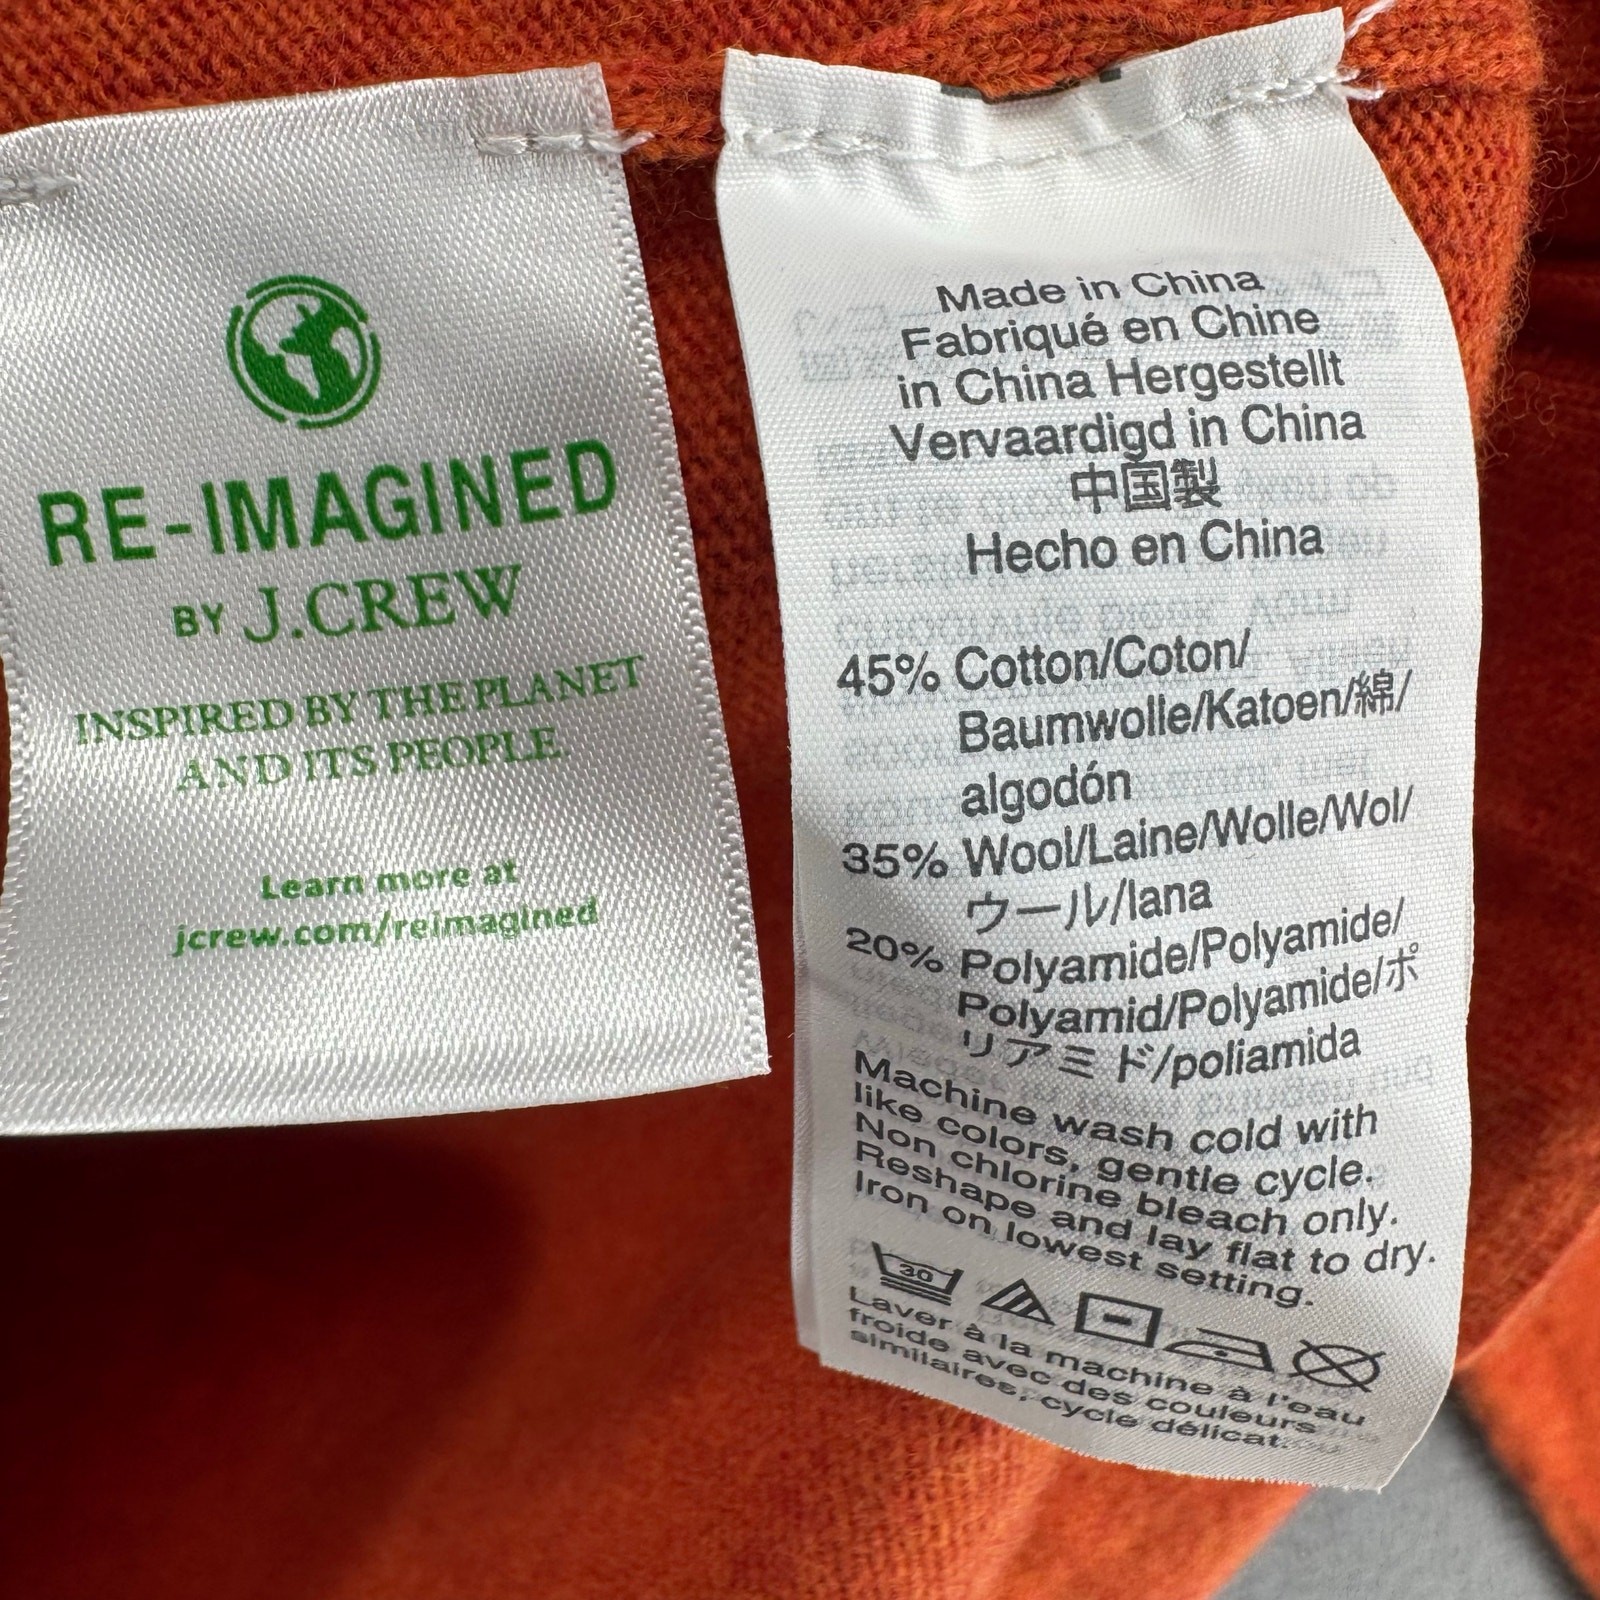 RE-IMAGINED
BY J.CREW
INSPIRED BY THE PLANET
AND ITS PEOPLE
Learn more at
jcrew.com/reimagined
Made in China
Fabriqué en Chine
in China Hergestellt
Vervaardigd in China
中国製
Hecho en China
45% Cotton/Coton/
Baumwolle/Katoen/綿/
algodón
35% Wool/Laine/Wolle/Wol/
ウール/lana
20% Polyamide/Polyamide/
Polyamid/Polyamide/ポ
リアミド/poliamida
Machine wash cold with
like colors, gentle cycle.
Non chlorine bleach only.
Reshape and lay flat to dry.
Iron on lowest setting.
30
Laver à la machine à l'eau
froide avec des couleurs
similaires, cycle délicat.